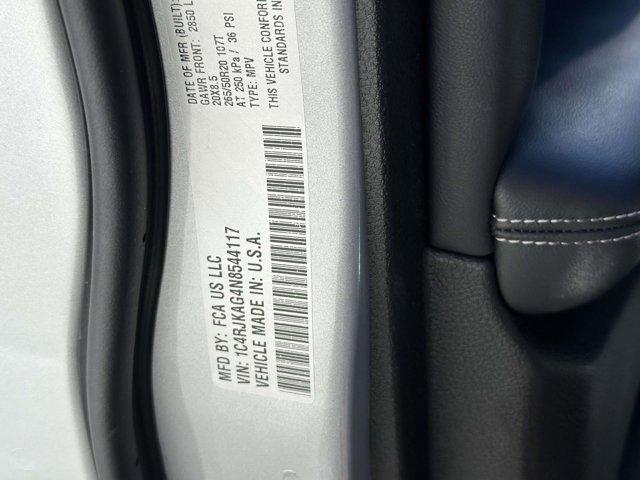 MFD BY: FCA US LLC
DATE OF MFR (BUILT):
GAWR FRONT: 2850 L
20X8.5
265/50R20 107T
AT 250 kPa / 36 PSI
TYPE: MPV
THIS VEHICLE CONFORM
STANDARDS IN
VIN: 1C4RJKAG4N8544117
VEHICLE MADE IN: U.S.A.